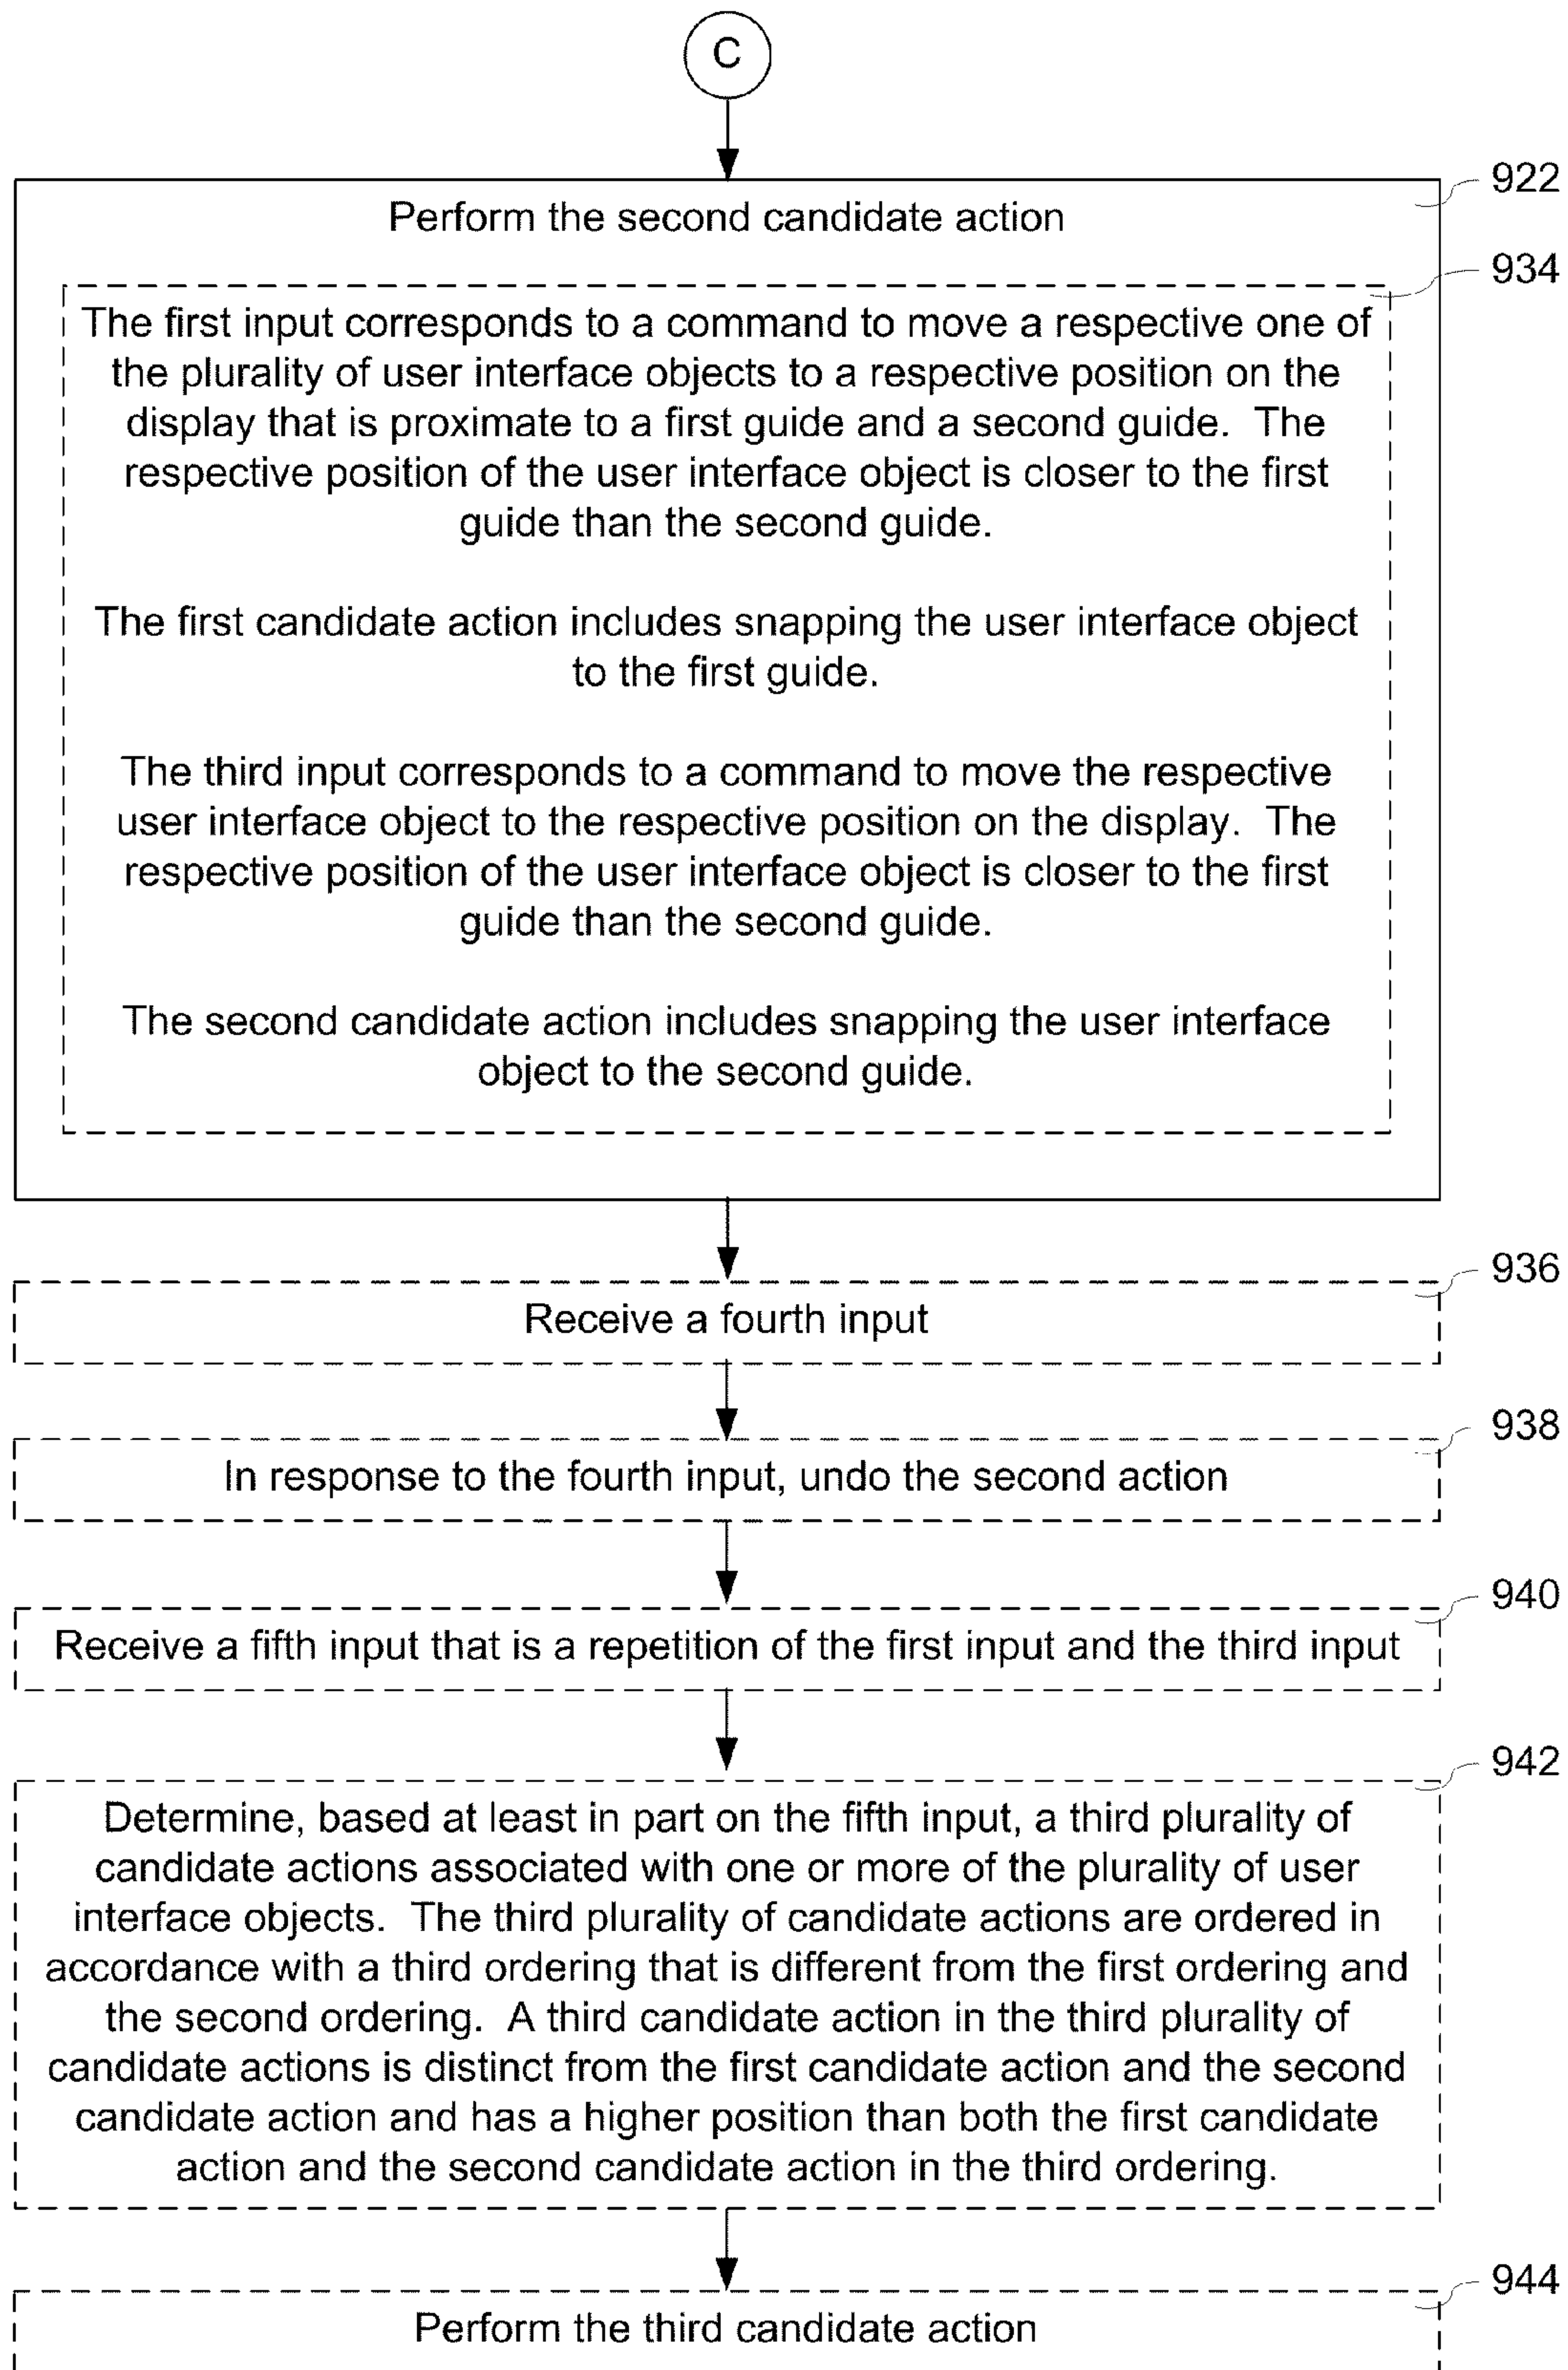 C
922
Perform the second candidate action
934
The first input corresponds to a command to move a respective one of
the plurality of user interface objects to a respective position on the
display that is proximate to a first guide and a second guide. The
respective position of the user interface object is closer to the first
guide than the second guide.
The first candidate action includes snapping the user interface object
to the first guide.
The third input corresponds to a command to move the respective
user interface object to the respective position on the display. The
respective position of the user interface object is closer to the first
guide than the second guide.
The second candidate action includes snapping the user interface
object to the second guide.
936
Receive a fourth input
938
In response to the fourth input, undo the second action
940
Receive a fifth input that is a repetition of the first input and the third input
942
Determine, based at least in part on the fifth input, a third plurality of
candidate actions associated with one or more of the plurality of user
interface objects. The third plurality of candidate actions are ordered in
accordance with a third ordering that is different from the first ordering and
the second ordering. A third candidate action in the third plurality of
candidate actions is distinct from the first candidate action and the second
candidate action and has a higher position than both the first candidate
action and the second candidate action in the third ordering.
944
Perform the third candidate action